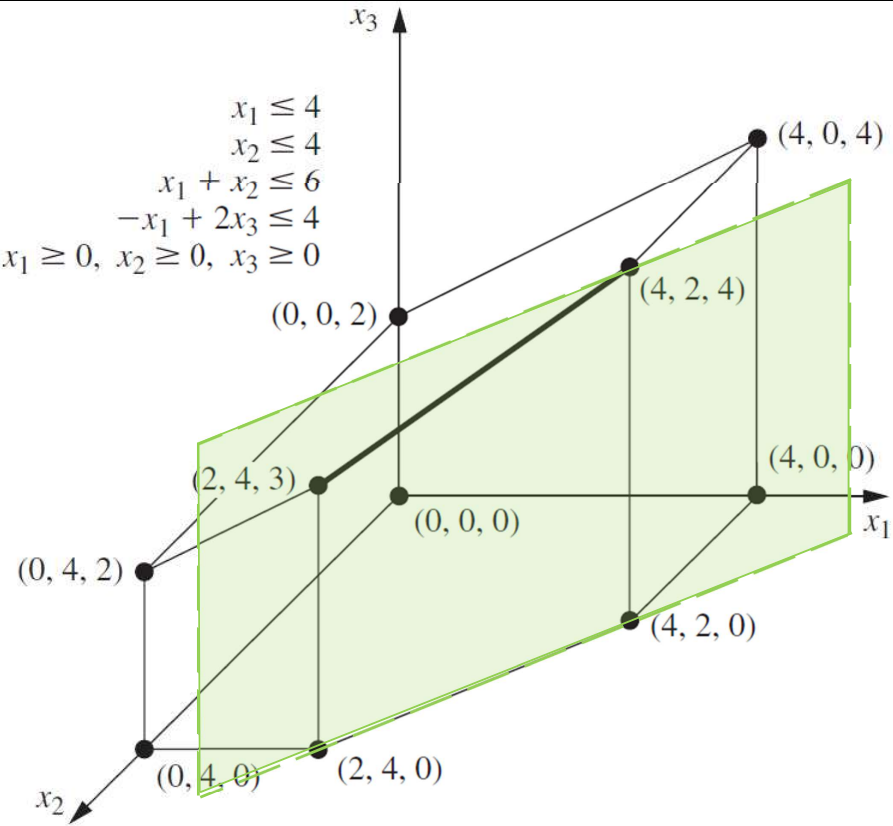 x₃
x₁ ≤ 4
x₂ ≤ 4
x₁ + x₂ ≤ 6
−x₁ + 2x₃ ≤ 4
x₁ ≥ 0, x₂ ≥ 0, x₃ ≥ 0
(4, 0, 4)
(4, 2, 4)
(0, 0, 2)
(4, 0, 0)
(2, 4, 3)
(0, 0, 0)
x₁
(0, 4, 2)
(4, 2, 0)
(0, 4, 0)
(2, 4, 0)
x₂